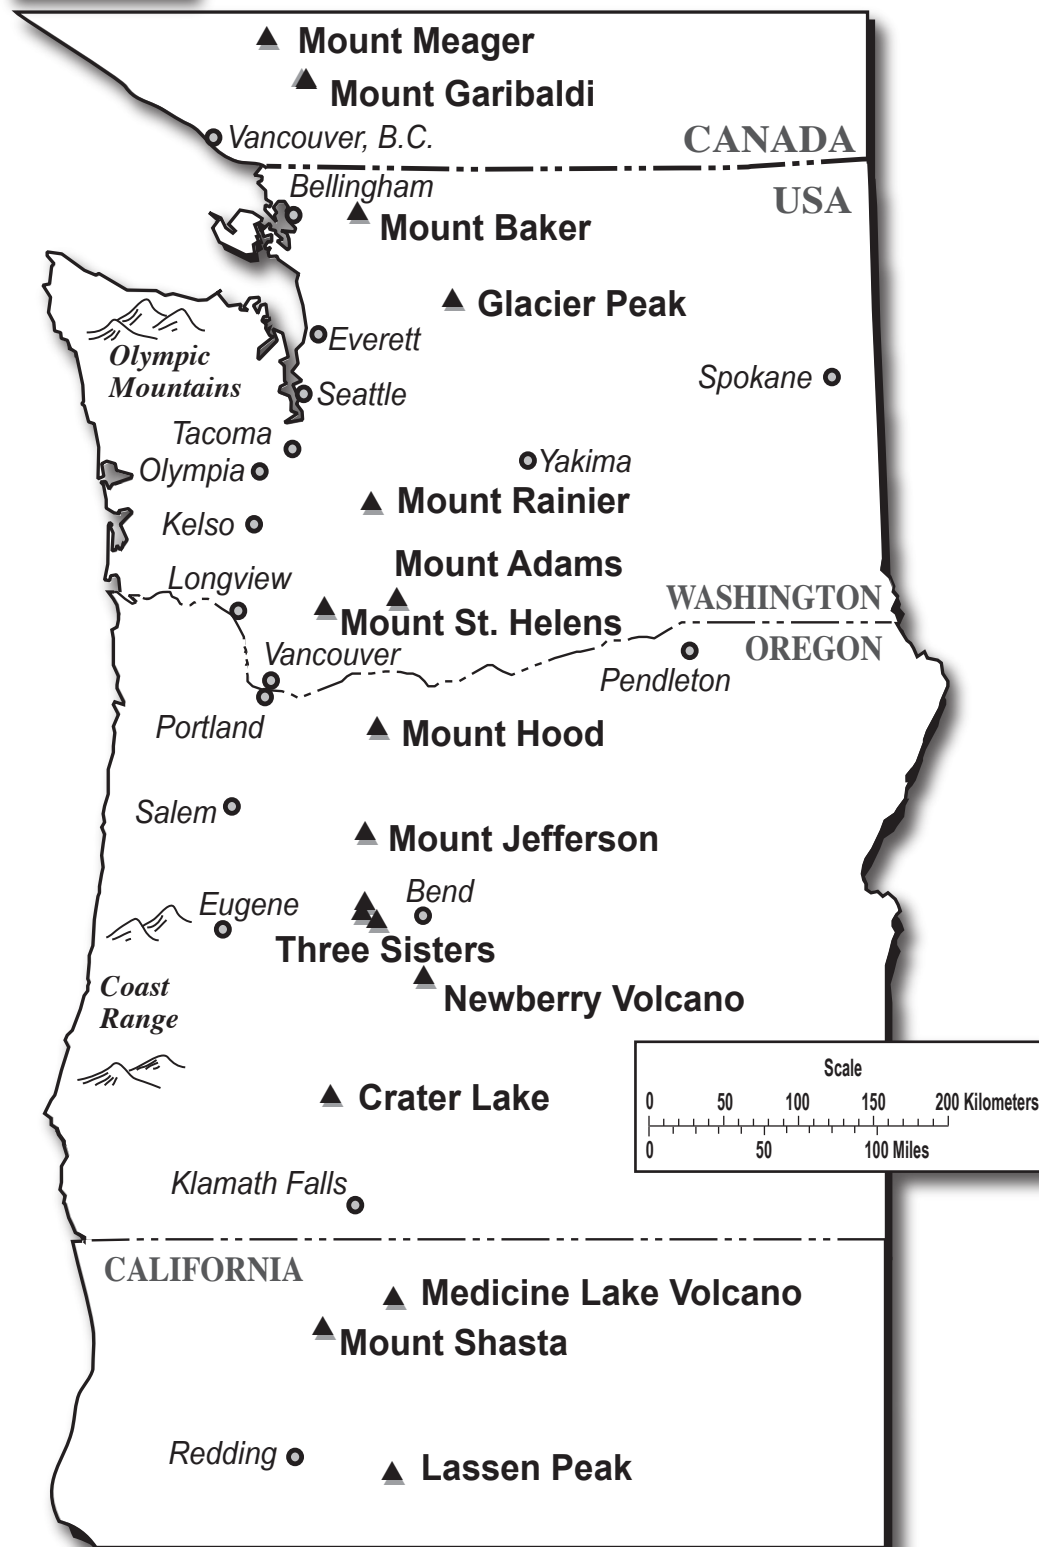 Mount Meager
Mount Garibaldi
Vancouver, B.C.
CANADA
USA
Bellingham
Mount Baker
Glacier Peak
Everett
Olympic
Mountains
Seattle
Spokane
Tacoma
Olympia
Yakima
Mount Rainier
Kelso
Mount Adams
Longview
WASHINGTON
Mount St. Helens
OREGON
Vancouver
Pendleton
Portland
Mount Hood
Salem
Mount Jefferson
Bend
Eugene
Three Sisters
Coast
Range
Newberry Volcano
Scale
0 50 100 150 200 Kilometers
0 50 100 Miles
Crater Lake
Klamath Falls
CALIFORNIA
Medicine Lake Volcano
Mount Shasta
Redding
Lassen Peak